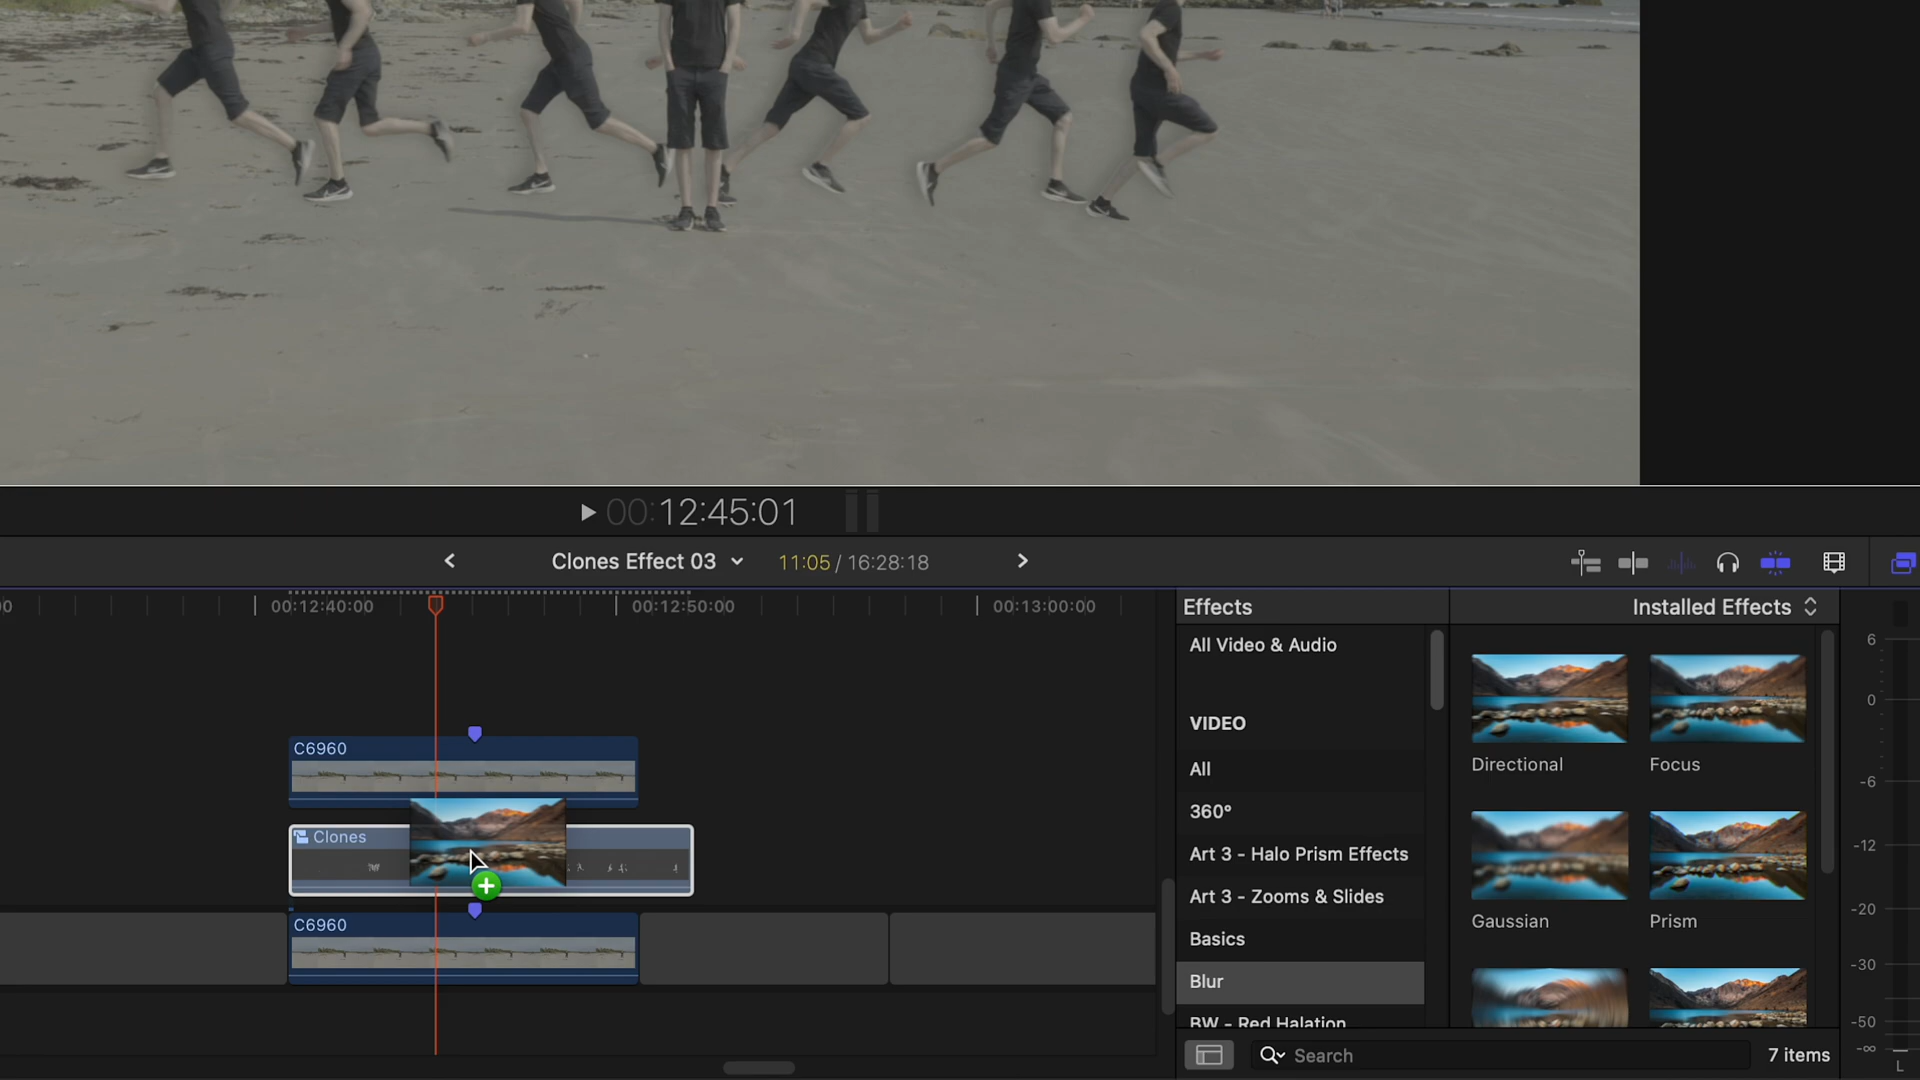 00:12:45:01
Clones Effect 03
11:05 / 16:28:18
0
00:12:40:00
00:12:50:00
00:13:00:00
Effects
Installed Effects
All Video & Audio
VIDEO
All
360°
Art 3 - Halo Prism Effects
Art 3 - Zooms & Slides
Basics
Blur
BW - Red Halation
Directional
Focus
Gaussian
Prism
C6960
Clones
C6960
Search
7 items
6
0
-6
-12
-20
-30
-50
-∞
L